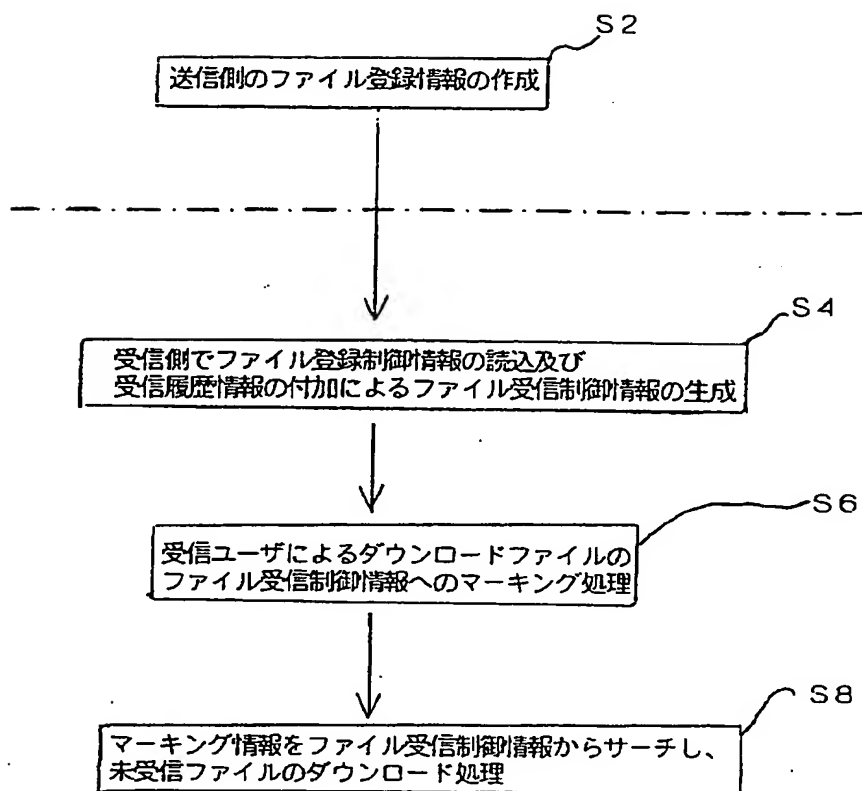 S2
送信側のファイル登録情報の作成
S4
受信側でファイル登録制御情報の読込及び
受信履歴情報の付加によるファイル受信制御情報の生成
S6
受信ユーザによるダウンロードファイルの
ファイル受信制御情報へのマーキング処理
S8
マーキング情報をファイル受信制御情報からサーチし、
未受信ファイルのダウンロード処理